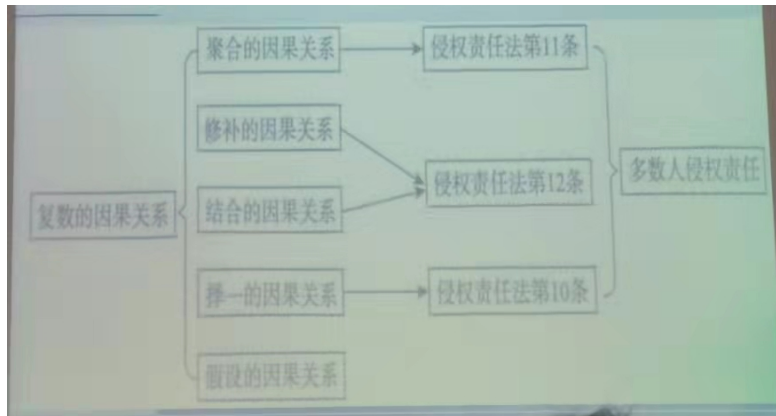 聚合的因果关系
侵权责任法第11条
修补的因果关系
侵权责任法第12条
多数人侵权责任
复数的因果关系
结合的因果关系
择一的因果关系
侵权责任法第10条
假设的因果关系